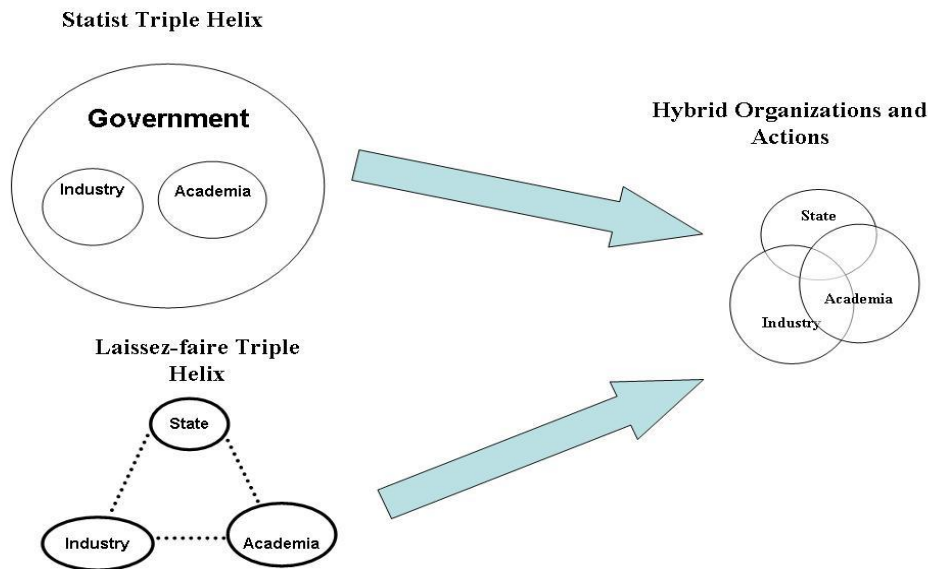 Statist Triple Helix
Government
Industry
Academia
Laissez-faire Triple
Helix
State
Industry
Academia
Hybrid Organizations and
Actions
State
Academia
Industry